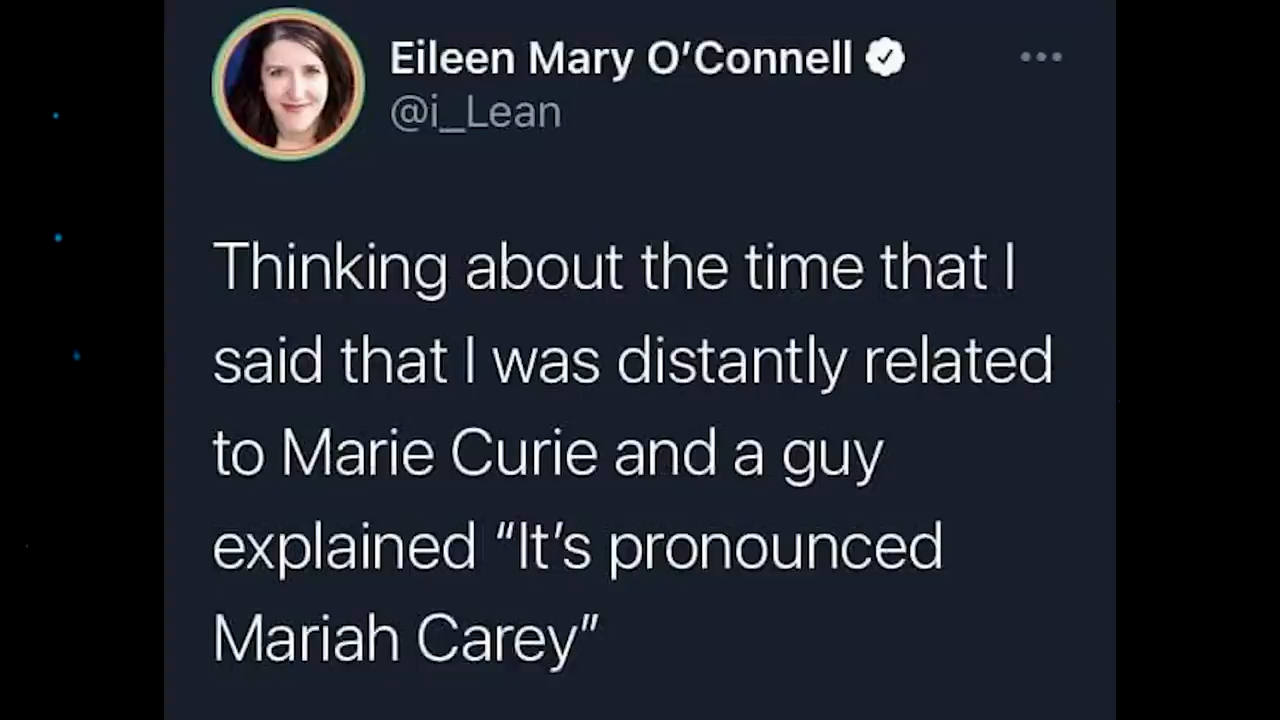 Eileen Mary O’Connell
@i_Lean
Thinking about the time that I
said that I was distantly related
to Marie Curie and a guy
explained “It’s pronounced
Mariah Carey”